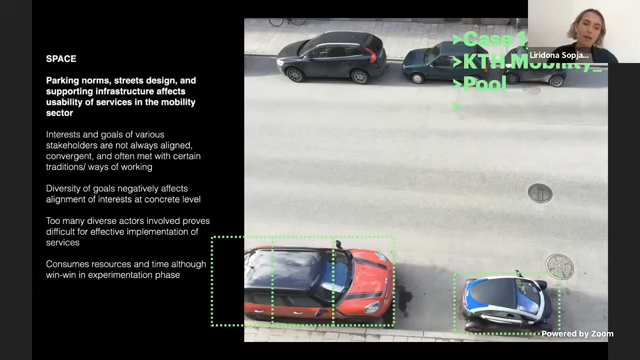 SPACE
Parking norms, streets design, and
supporting infrastructure affects
usability of services in the mobility
sector
Interests and goals of various
stakeholders are not always aligned,
convergent, and often met with certain
traditions/ ways of working
Diversity of goals negatively affects
alignment of interests at concrete level
Too many diverse actors involved proves
difficult for effective implementation of
services
Consumes resources and time although
win-win in experimentation phase
>Case 1
>KTH Mobility_
>Pool
>
Liridona Sopja...
Powered by Zoom